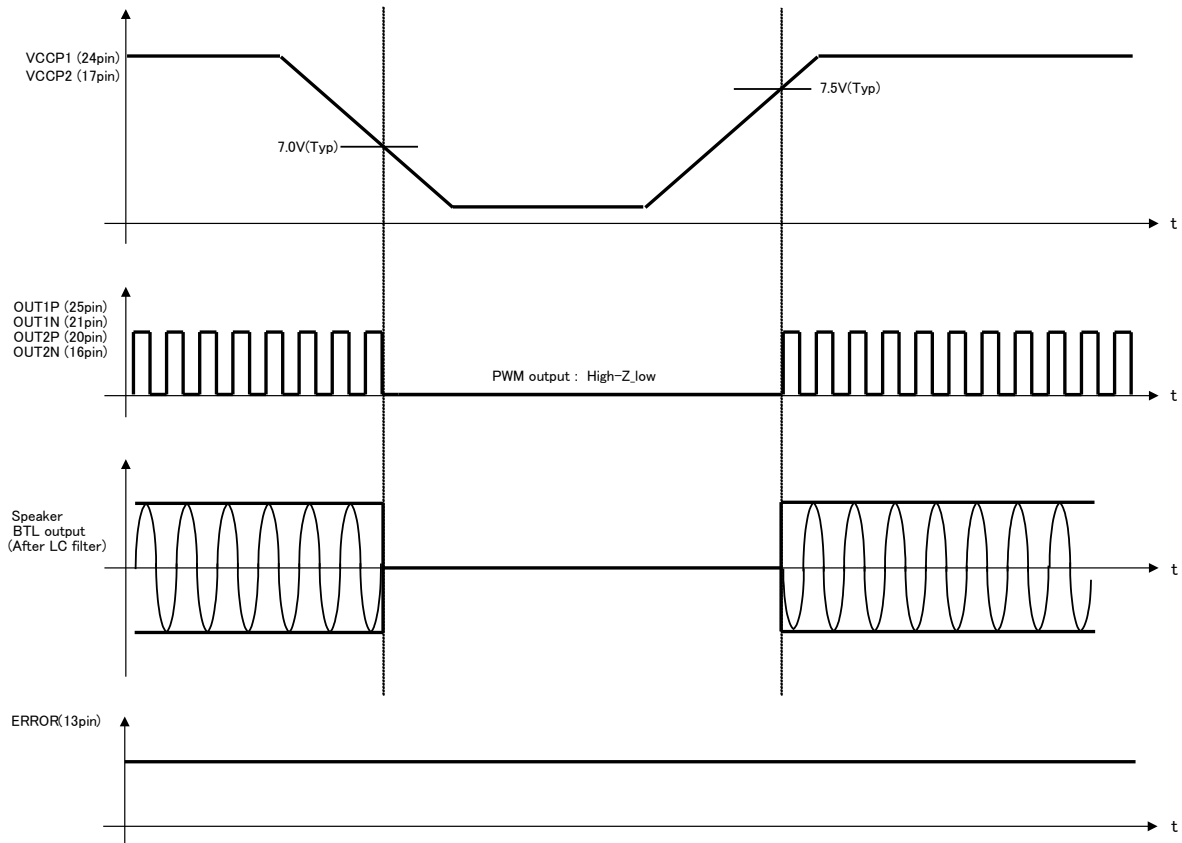 VCCP1 (24pin)
VCCP2 (17pin)
7.0V(Typ)
7.5V(Typ)
t
OUT1P (25pin)
OUT1N (21pin)
OUT2P (20pin)
OUT2N (16pin)
PWM output : High-Z_low
t
Speaker
BTL output
(After LC filter)
t
ERROR(13pin)
t